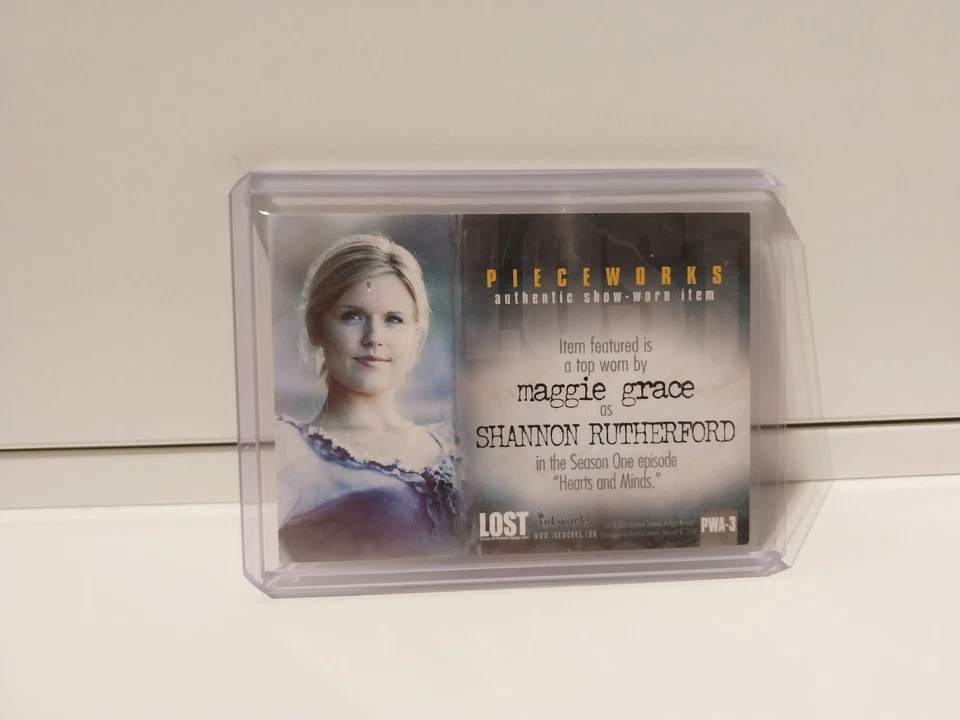 PIECEWORKS
authentic show-worn item
Item featured is
a top worn by
maggie grace
as
SHANNON RUTHERFORD
in the Season One episode
"Hearts and Minds."
LOST
inkworks
WWW.INKWORKS.COM
PWA-3